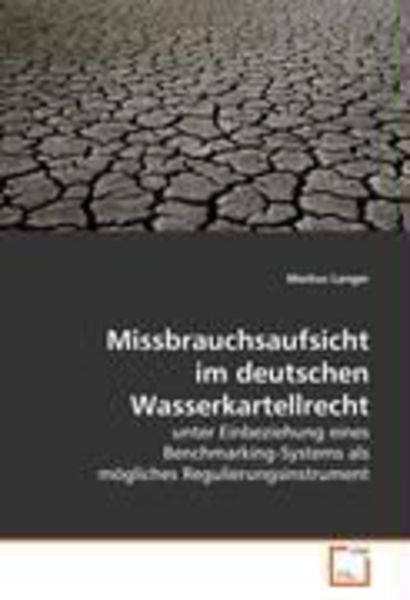 Markus Langer
Missbrauchsaufsicht
im deutschen
Wasserkartellrecht
unter Einbeziehung eines
Benchmarking-Systems als
mögliches Regulierungsinstrument